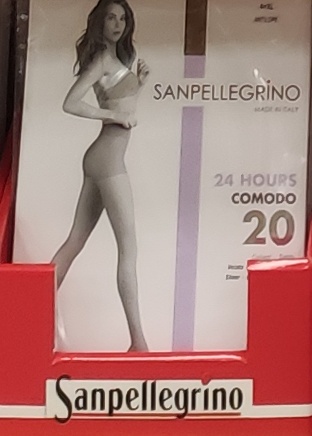 SANPELLEGRINO
MADE IN ITALY
24 HOURS
COMODO
20
Sanpellegrino